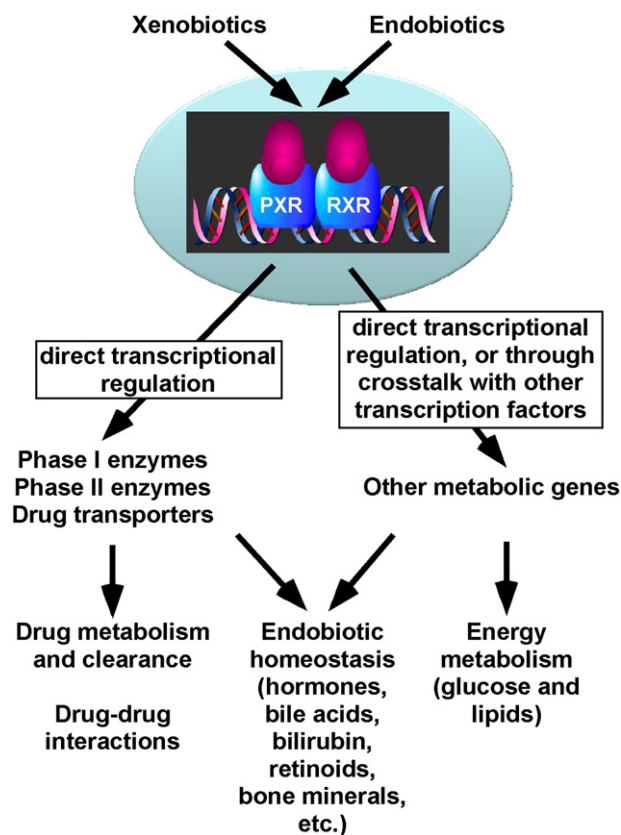 Xenobiotics
Endobiotics
PXR
RXR
direct transcriptional
regulation
direct transcriptional
regulation, or through
crosstalk with other
transcription factors
Phase I enzymes
Phase II enzymes
Drug transporters
Other metabolic genes
Drug metabolism
and clearance
Drug-drug
interactions
Endobiotic
homeostasis
(hormones,
bile acids,
bilirubin,
retinoids,
bone minerals,
etc.)
Energy
metabolism
(glucose and
lipids)